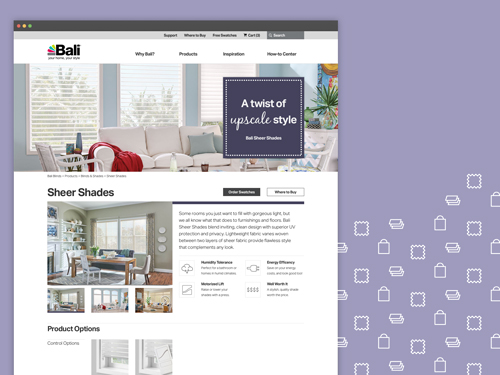 Support Where to Buy Free Swatches Cart (3) Search
Bali
your home, your style
Why Bali? Products Inspiration How-to Center
A twist of
upscale style
Bali Sheer Shades
Bali Blinds > Products > Blinds & Shades > Sheer Shades
Sheer Shades
Order Swatches Where to Buy
Some rooms you just want to fill with gorgeous light, but
we all know what that does to furnishings and floors. Bali
Sheer Shades blend inviting, clean design with superior UV
protection and privacy. Lightweight fabric vanes woven
between two layers of sheer fabric provide flawless style
that complements any look.
Humidity Tolerance
Perfect for a bathroom or
homes in humid climates.
Energy Efficiency
Save on your energy
costs and look good too!
Motorized Lift
Raise or lower your
shades with a press.
Well Worth It
A stylish, quality shade
worth the price.
$$$$
Product Options
Control Options